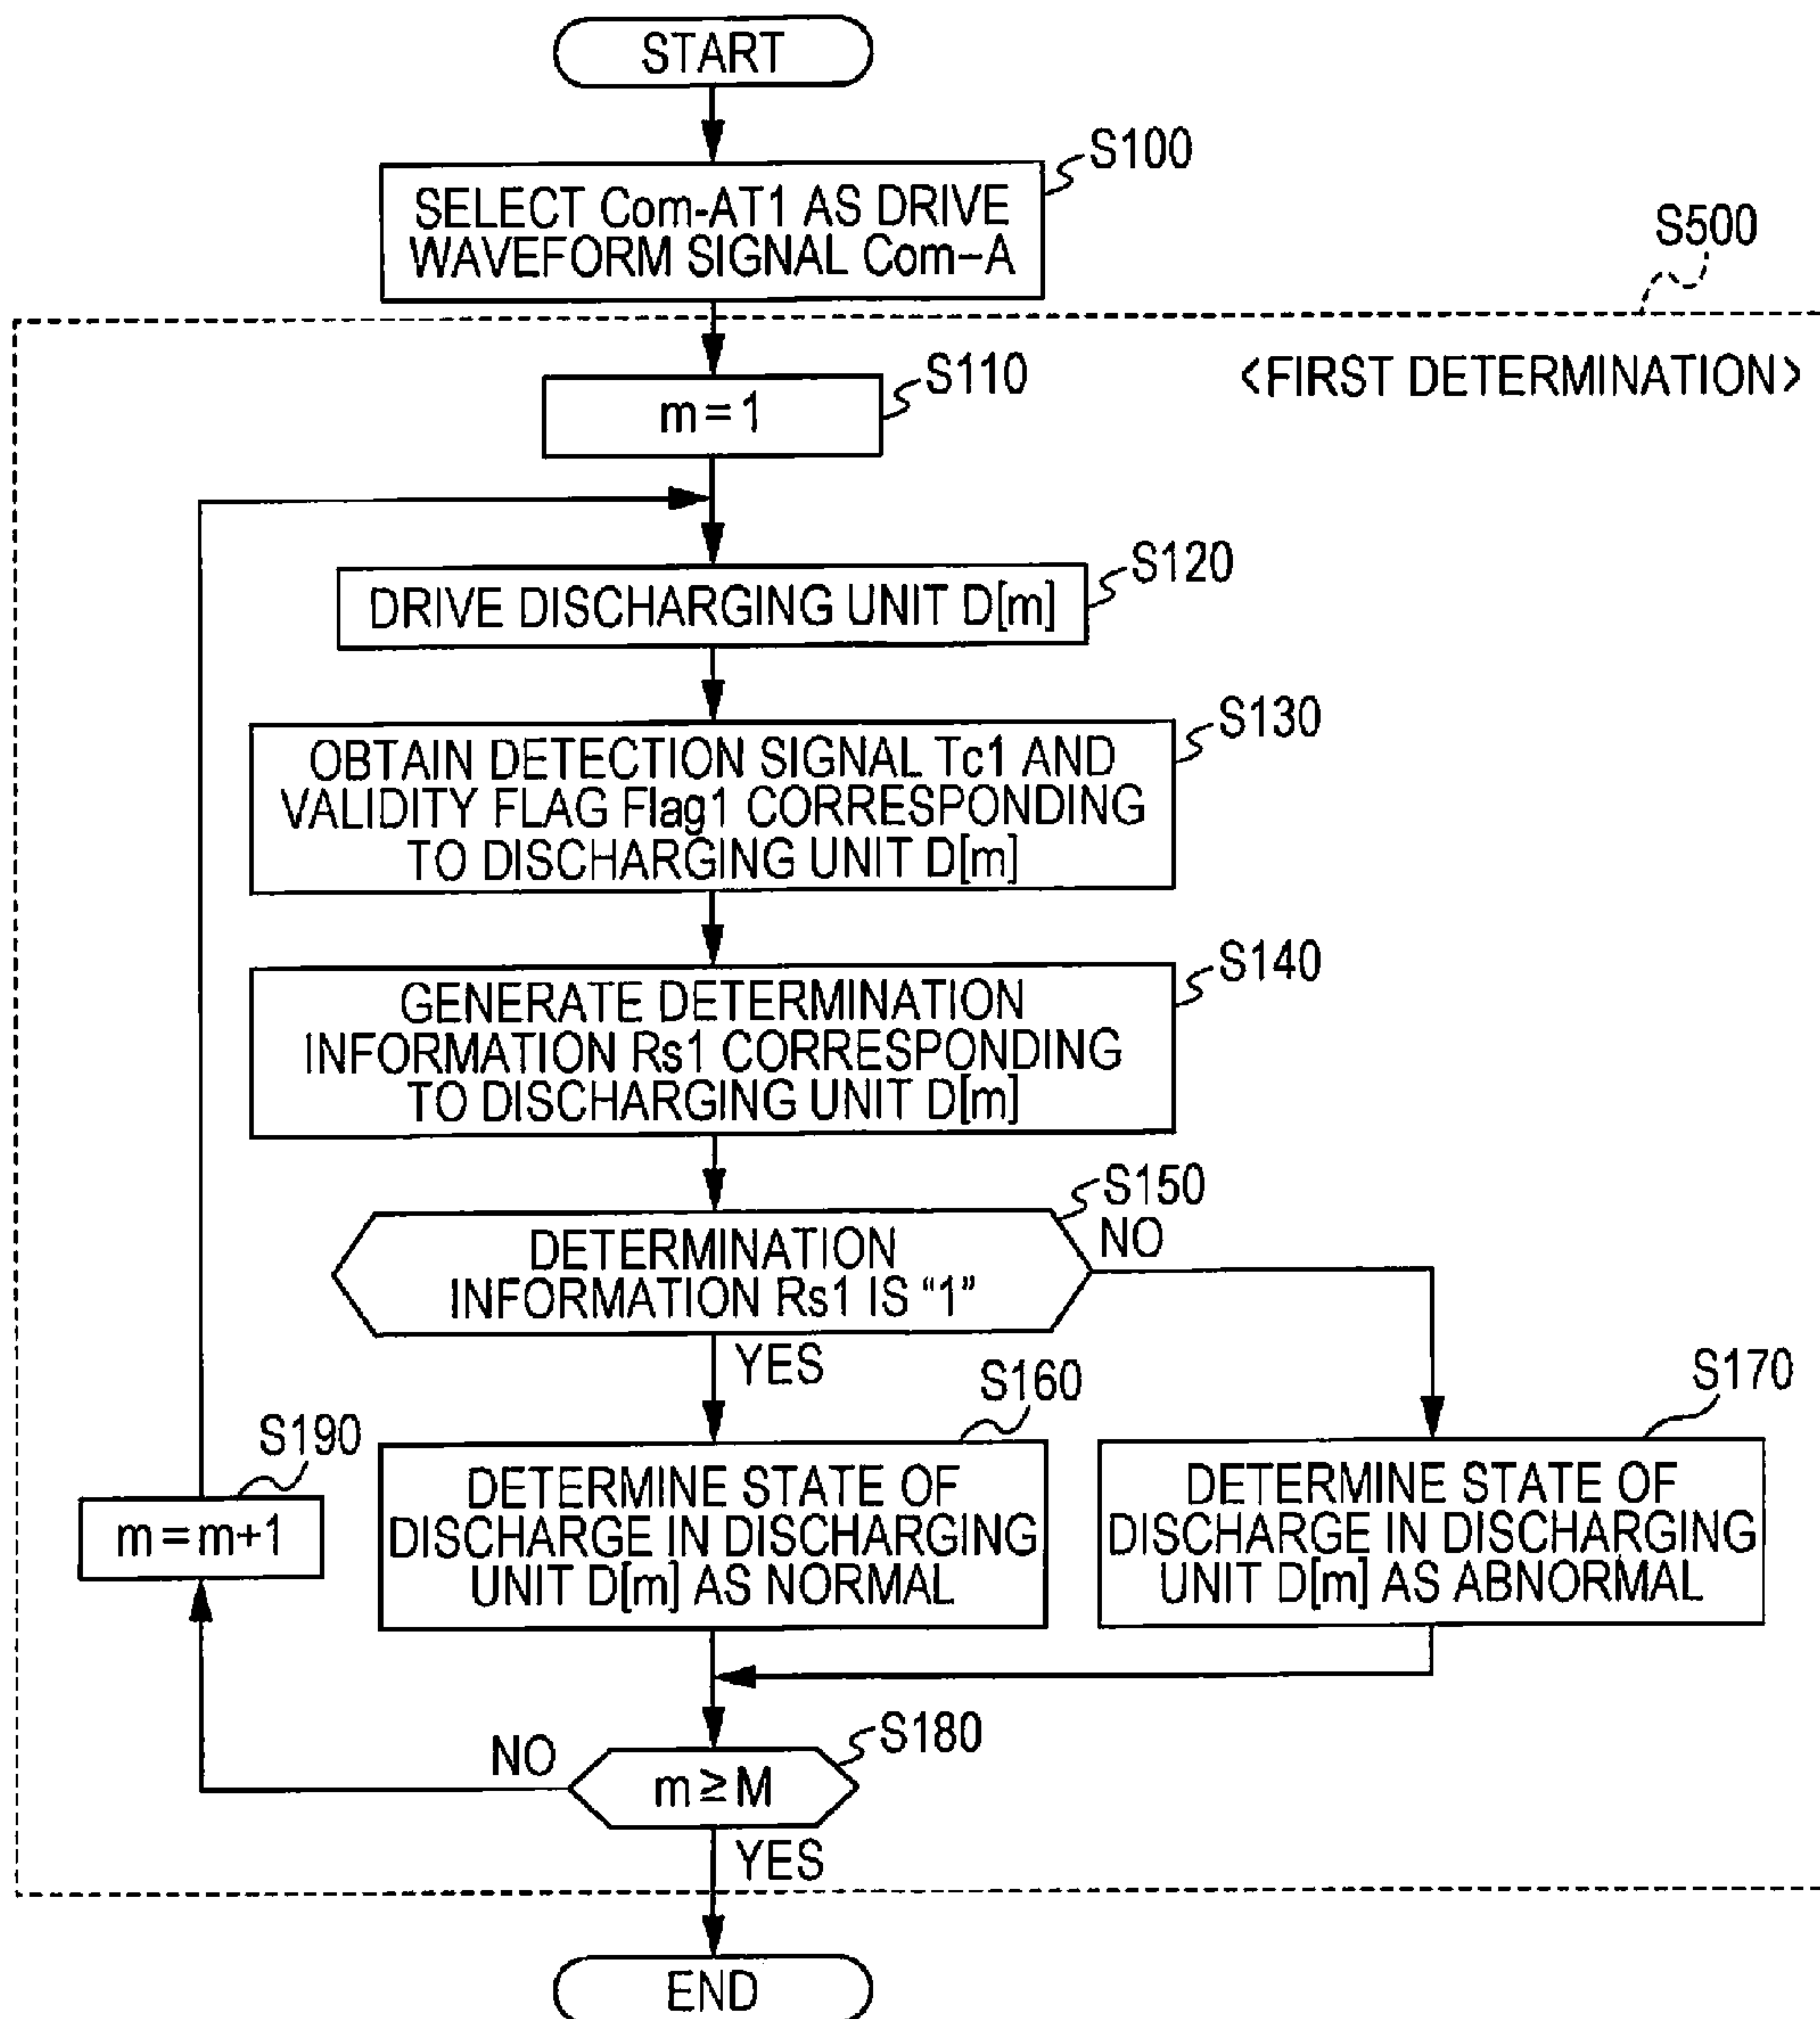 START
S100
SELECT Com-AT1 AS DRIVE
WAVEFORM SIGNAL Com-A
S500
<FIRST DETERMINATION>
S110
m = 1
S120
DRIVE DISCHARGING UNIT D[m]
S130
OBTAIN DETECTION SIGNAL Tc1 AND
VALIDITY FLAG Flag1 CORRESPONDING
TO DISCHARGING UNIT D[m]
S140
GENERATE DETERMINATION
INFORMATION Rs1 CORRESPONDING
TO DISCHARGING UNIT D[m]
S150
DETERMINATION
INFORMATION Rs1 IS “1”
NO
YES
S160
DETERMINE STATE OF
DISCHARGE IN DISCHARGING
UNIT D[m] AS NORMAL
S170
DETERMINE STATE OF
DISCHARGE IN DISCHARGING
UNIT D[m] AS ABNORMAL
S190
m = m+1
S180
m ≥ M
NO
YES
END